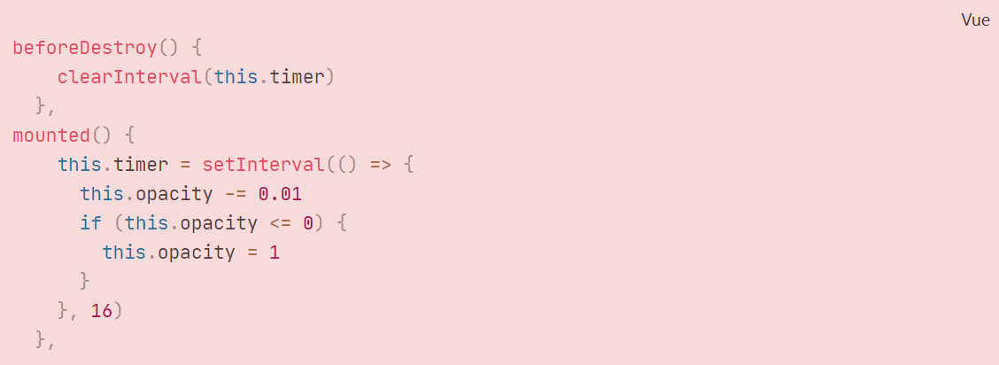 Vue
beforeDestroy() {
    clearInterval(this.timer)
  },
mounted() {
    this.timer = setInterval(() => {
      this.opacity -= 0.01
      if (this.opacity <= 0) {
        this.opacity = 1
      }
    }, 16)
  },